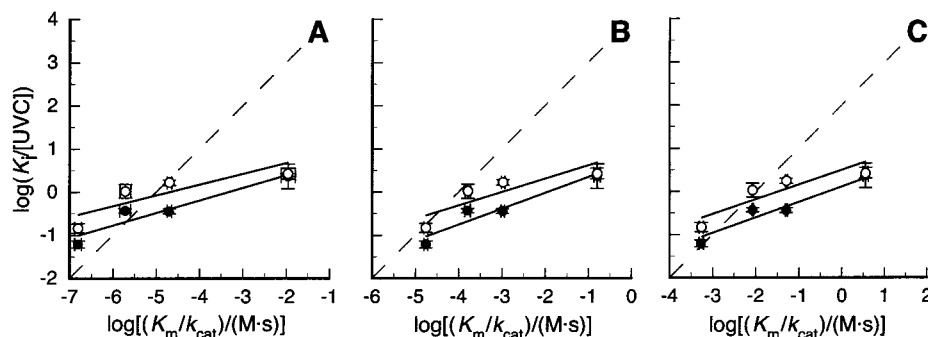 A
B
C
log(Ki/[UVC])
4
3
2
1
0
-1
-2
-7 -6 -5 -4 -3 -2 -1 0
-6 -5 -4 -3 -2 -1 0
-4 -3 -2 -1 0 1 2
log[(Km/kcat)/(M·s)]
log[(Km/kcat)/(M·s)]
log[(Km/kcat)/(M·s)]